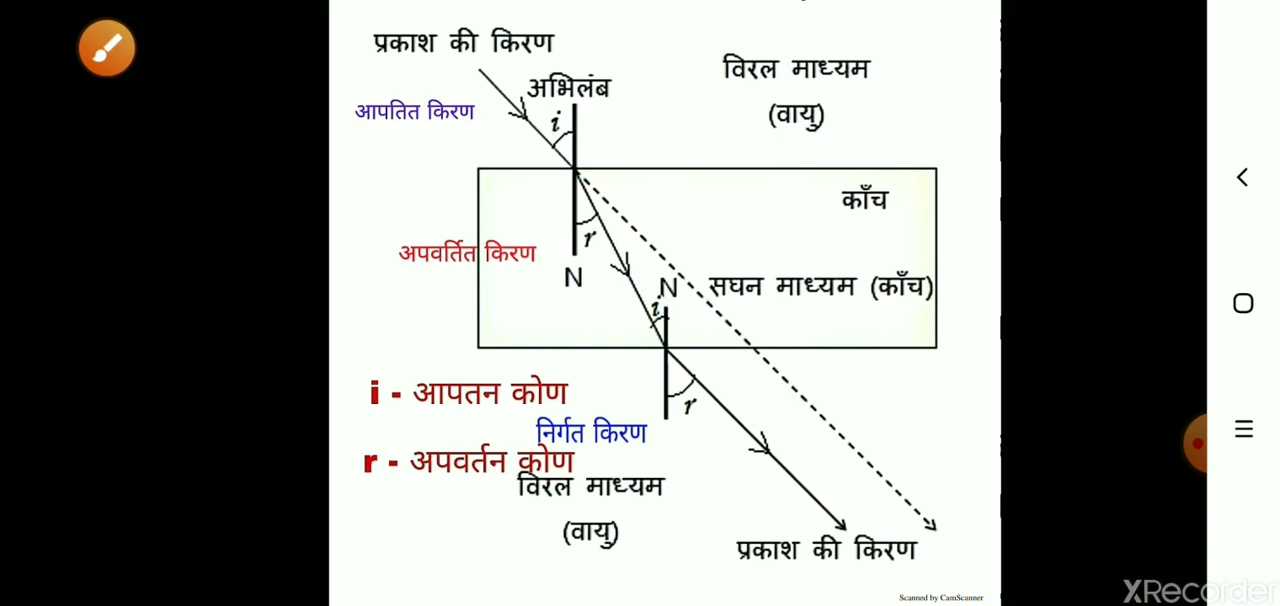 प्रकाश की किरण
विरल माध्यम
(वायु)
अभिलंब
आपतित किरण
i
काँच
अपवर्तित किरण
r
N
N
सघन माध्यम (काँच)
i
i - आपतन कोण
r
निर्गत किरण
r - अपवर्तन कोण
विरल माध्यम
(वायु)
प्रकाश की किरण
Scanned by CamScanner
XRecorder